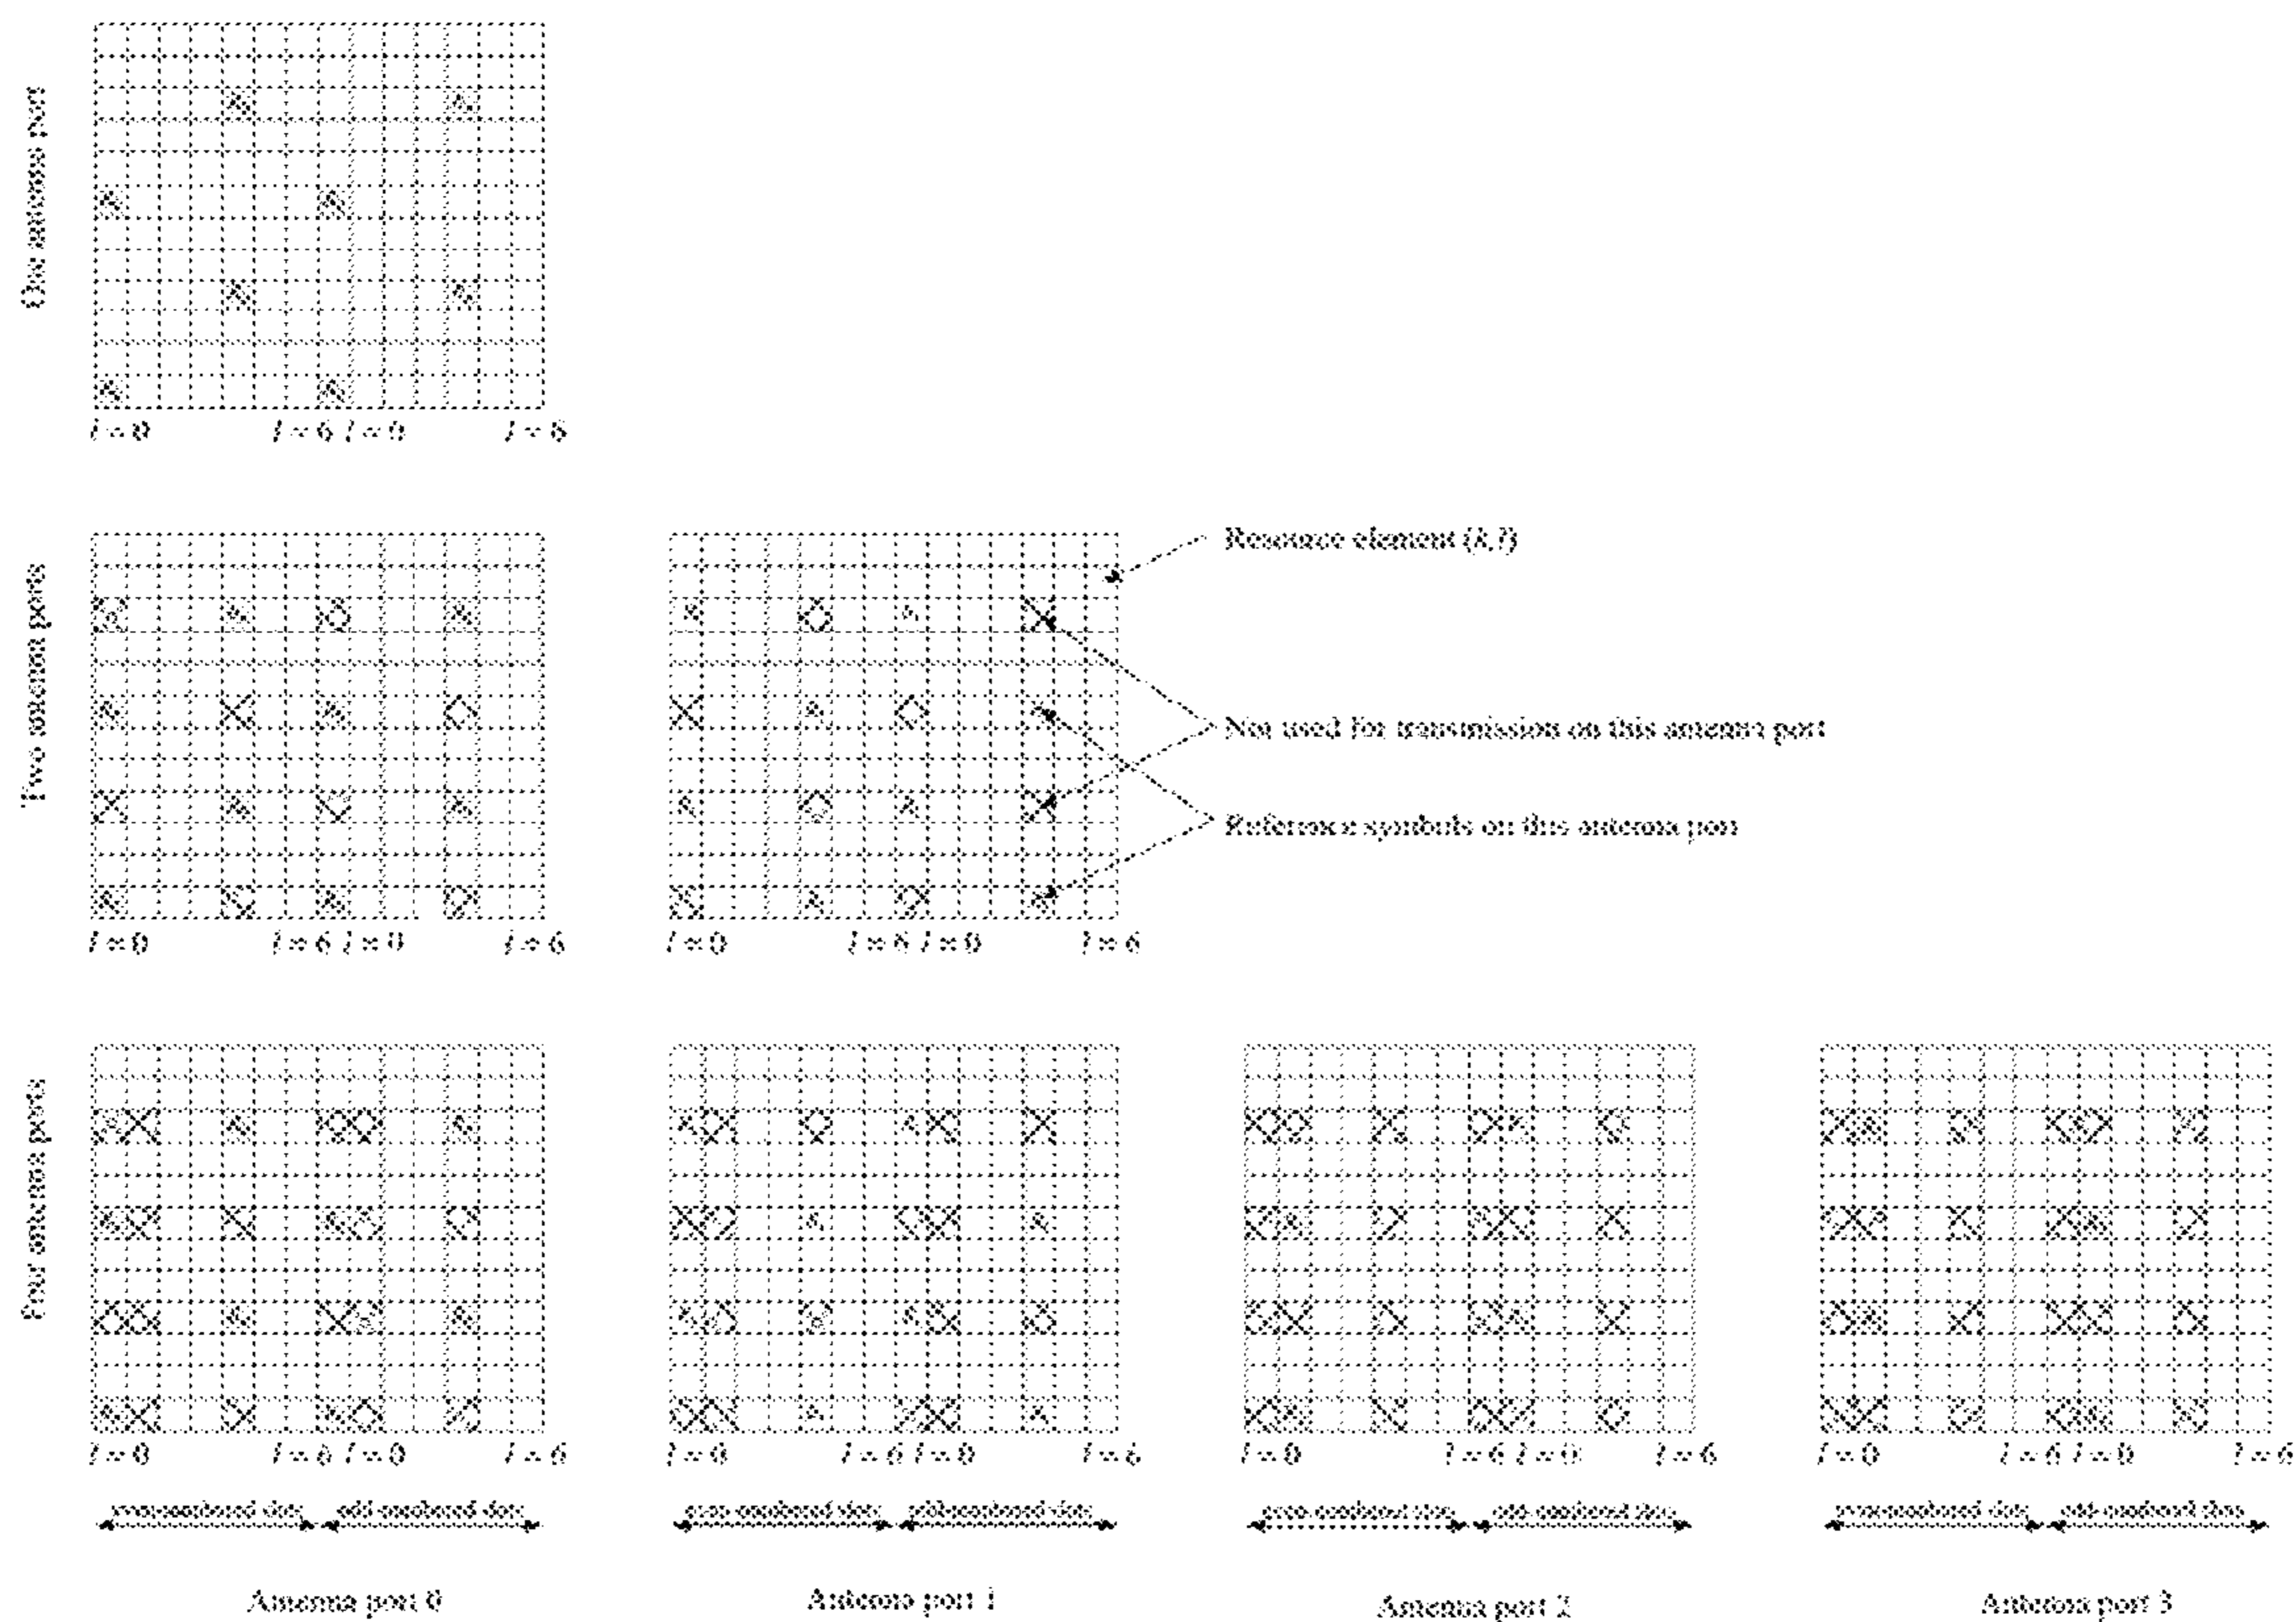 One antenna port
l = 0 l = 6 l = 0 l = 6
Two antenna ports
Resource element (k,l)
Not used for transmission on this antenna port
Reference symbols on this antenna port
l = 0 l = 6 l = 0 l = 6
l = 0 l = 6 l = 0 l = 6
Four antenna ports
l = 0 l = 6 l = 0 l = 6
l = 0 l = 6 l = 0 l = 6
l = 0 l = 6 l = 0 l = 6
l = 0 l = 6 l = 0 l = 6
even-numbered slots odd-numbered slots
even-numbered slots odd-numbered slots
even-numbered slots odd-numbered slots
even-numbered slots odd-numbered slots
Antenna port 0
Antenna port 1
Antenna port 2
Antenna port 3